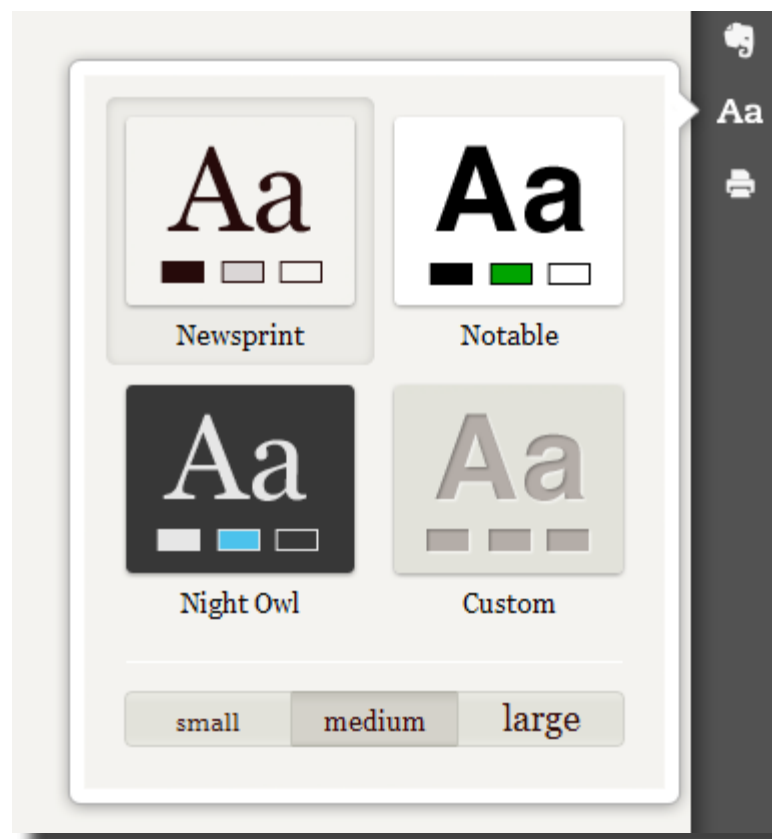 Aa
Aa Aa
Newsprint Notable
Aa Aa
Night Owl Custom
small medium large